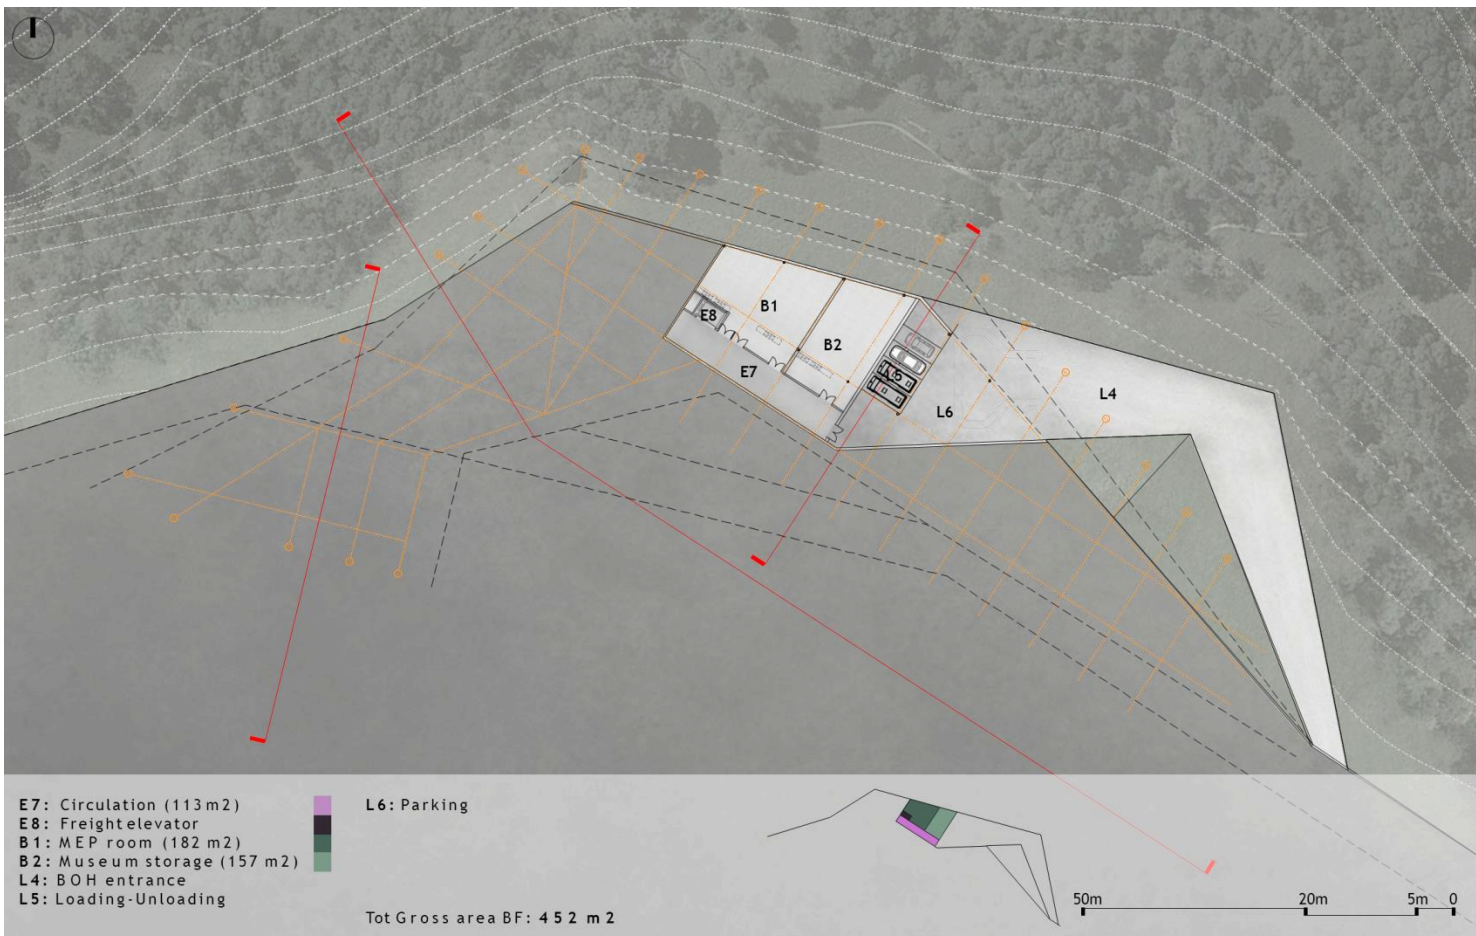 B1
E8
B2
E7
L5
L6
L4
E7: Circulation (113m2)
E8: Freight elevator
B1: MEP room (182 m2)
B2: Museum storage (157 m2)
L4: BOH entrance
L5: Loading-Unloading
L6: Parking
Tot Gross area BF: 452 m2
50m 20m 5m 0